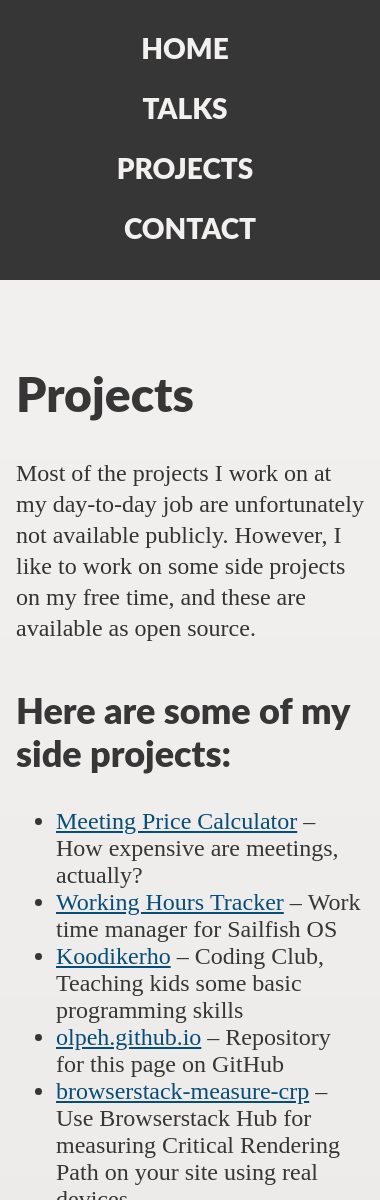 HOME
TALKS
PROJECTS
CONTACT
Projects
Most of the projects I work on at
my day-to-day job are unfortunately
not available publicly. However, I
like to work on some side projects
on my free time, and these are
available as open source.
Here are some of my
side projects:
• Meeting Price Calculator –
How expensive are meetings,
actually?
• Working Hours Tracker – Work
time manager for Sailfish OS
• Koodikerho – Coding Club,
Teaching kids some basic
programming skills
• olpeh.github.io – Repository
for this page on GitHub
• browserstack-measure-crp –
Use Browserstack Hub for
measuring Critical Rendering
Path on your site using real
devices